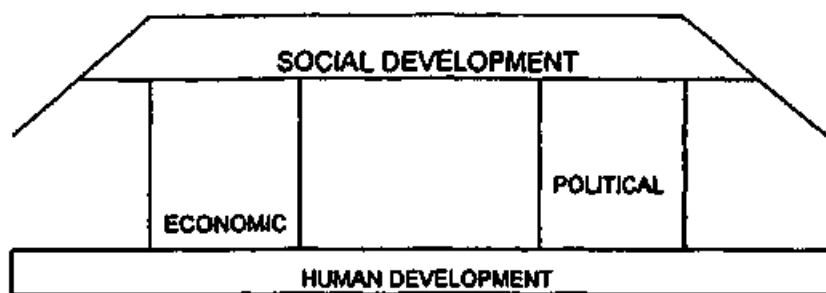 SOCIAL DEVELOPMENT
POLITICAL
ECONOMIC
HUMAN DEVELOPMENT